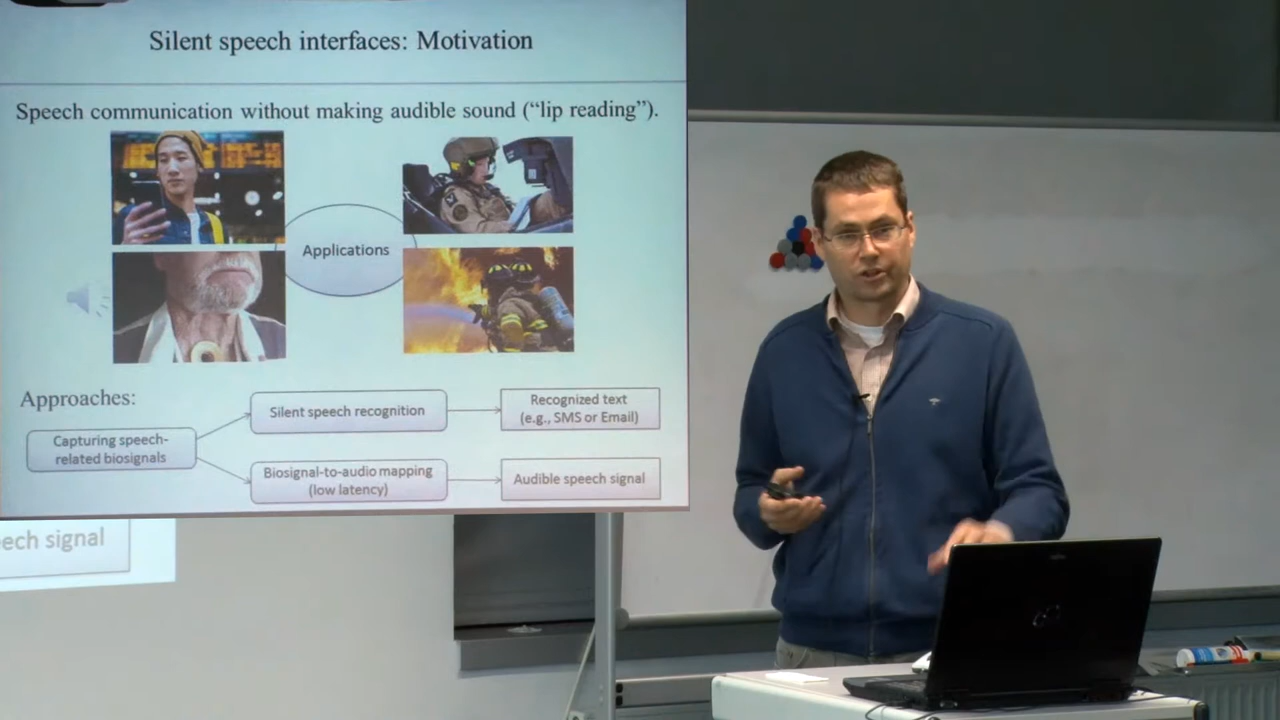 Silent speech interfaces: Motivation
Speech communication without making audible sound (“lip reading”).
Applications
Approaches:
Capturing speech-
related biosignals
Silent speech recognition
Recognized text
(e.g., SMS or Email)
Biosignal-to-audio mapping
(low latency)
Audible speech signal
eech signal